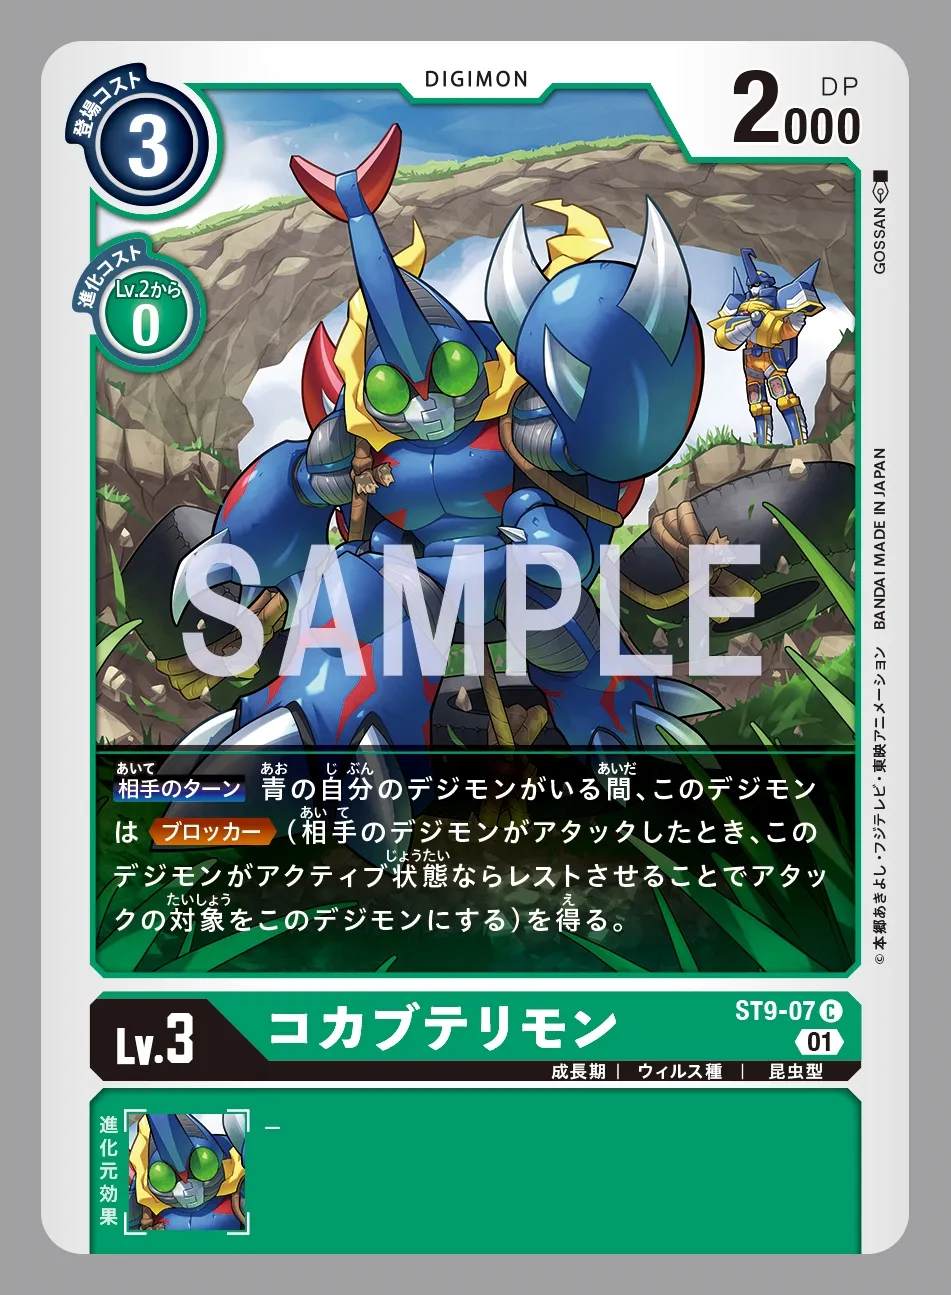 DIGIMON
登場コスト
3
2000
DP
進化コスト
Lv.2から
0
GOSSAN
BANDAI MADE IN JAPAN
©本郷あきよし・フジテレビ・東映アニメーション
SAMPLE
相手のターン 青の自分のデジモンがいる間、このデジモン
は ブロッカー (相手のデジモンがアタックしたとき、この
デジモンがアクティブ状態ならレストさせることでアタッ
クの対象をこのデジモンにする)を得る。
Lv.3
コカブテリモン
ST9-07 C
01
成長期 | ウィルス種 | 昆虫型
進化元効果
－